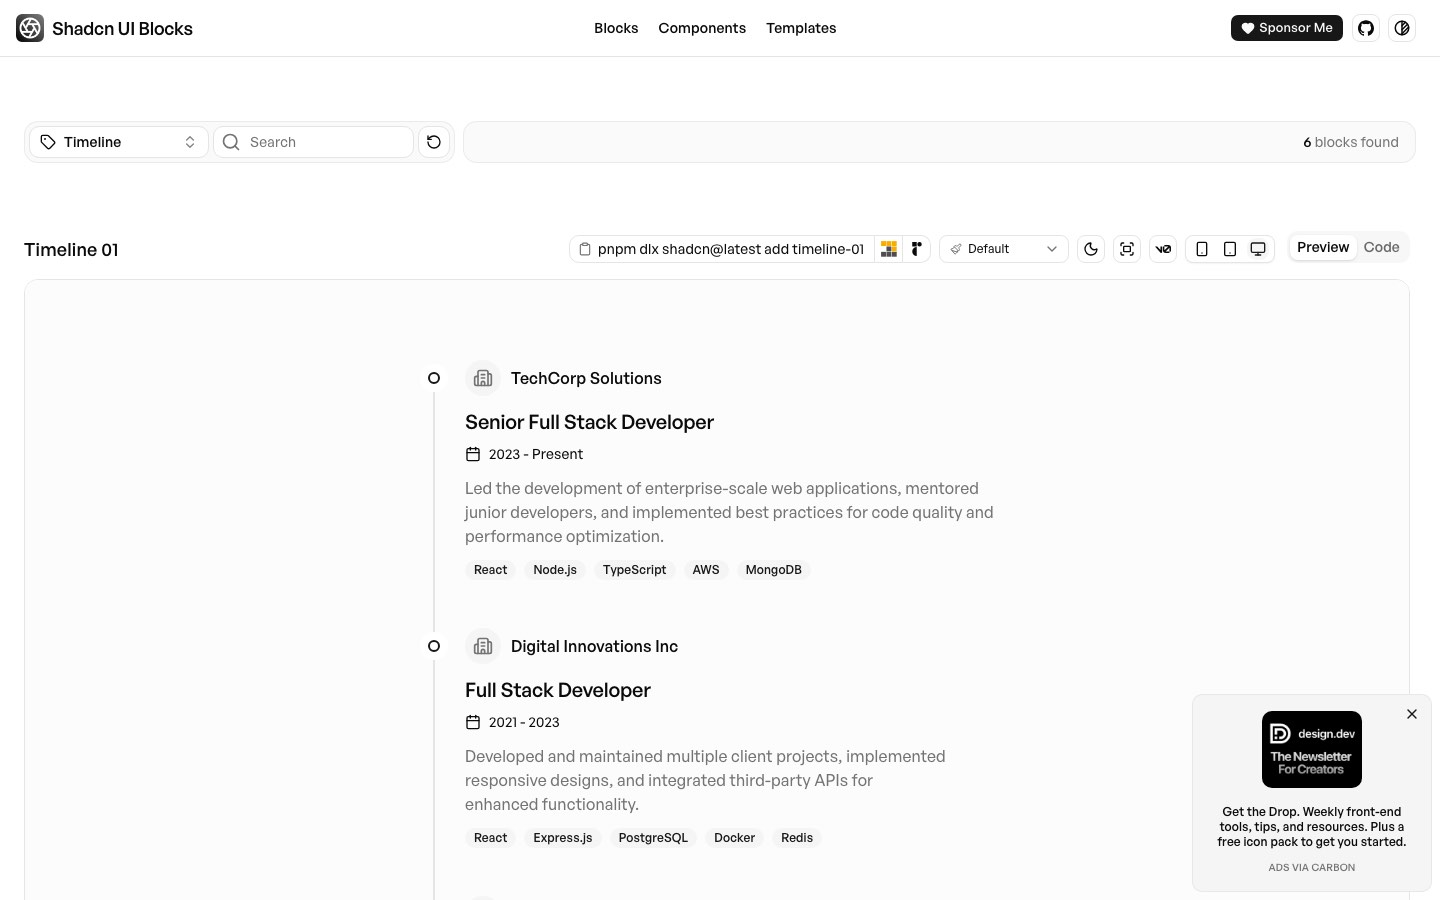 Shadcn UI Blocks
Blocks
Components
Templates
Sponsor Me
Timeline
Search
6 blocks found
Timeline 01
pnpm dlx shadcn@latest add timeline-01
Default
Preview
Code
TechCorp Solutions
Senior Full Stack Developer
2023 - Present
Led the development of enterprise-scale web applications, mentored
junior developers, and implemented best practices for code quality and
performance optimization.
React
Node.js
TypeScript
AWS
MongoDB
Digital Innovations Inc
Full Stack Developer
2021 - 2023
Developed and maintained multiple client projects, implemented
responsive designs, and integrated third-party APIs for
enhanced functionality.
React
Express.js
PostgreSQL
Docker
Redis
design.dev
The Newsletter
For Creators
Get the Drop. Weekly front-end
tools, tips, and resources. Plus a
free icon pack to get you started.
ADS VIA CARBON